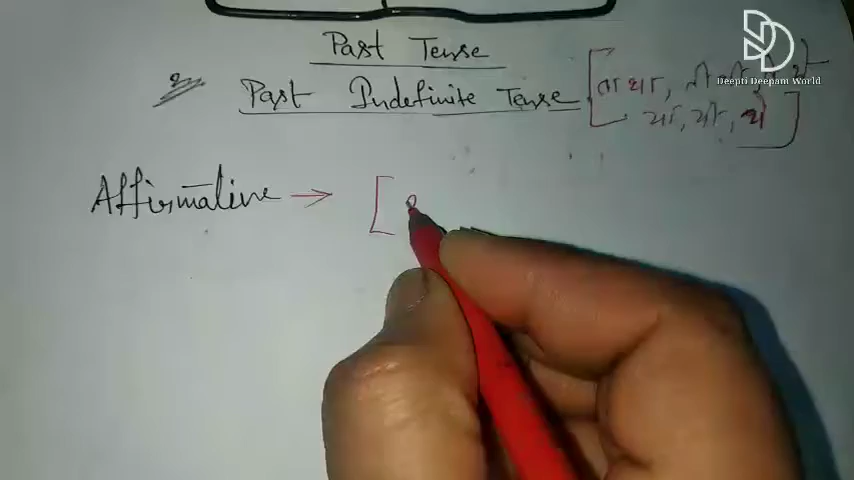 Past Tense
Past Indefinite Tense [ ता था,
था, थी, थे ]
Deepti Deepam World
Affirmative → [